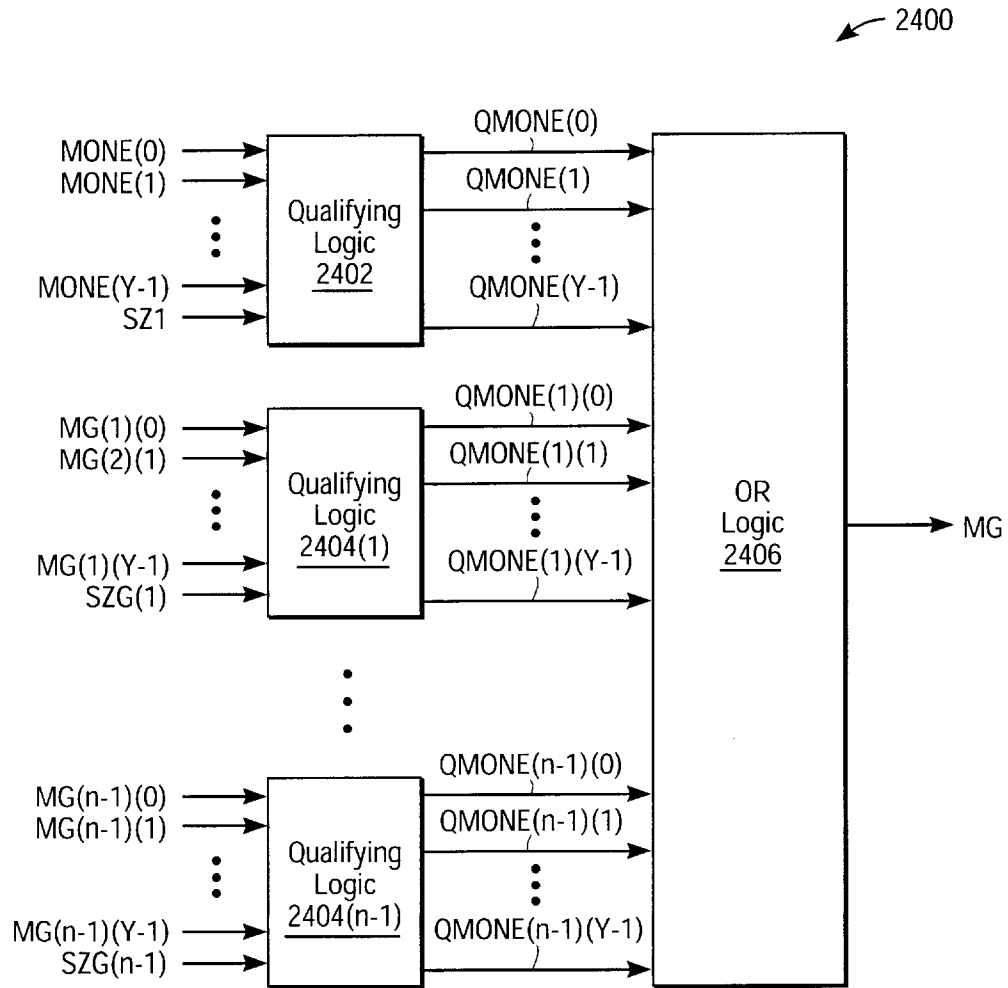 2400
MONE(0)
MONE(1)
MONE(Y-1)
SZ1
Qualifying
Logic
2402
QMONE(0)
QMONE(1)
QMONE(Y-1)
MG(1)(0)
MG(2)(1)
MG(1)(Y-1)
SZG(1)
Qualifying
Logic
2404(1)
QMONE(1)(0)
QMONE(1)(1)
QMONE(1)(Y-1)
MG(n-1)(0)
MG(n-1)(1)
MG(n-1)(Y-1)
SZG(n-1)
Qualifying
Logic
2404(n-1)
QMONE(n-1)(0)
QMONE(n-1)(1)
QMONE(n-1)(Y-1)
OR
Logic
2406
MG